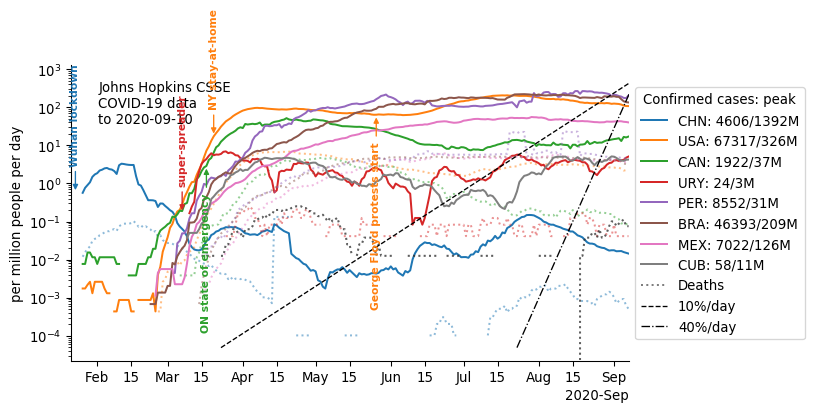 Wuhan lockdown
super-spreader
ON state of emergency
NY stay-at-home
George Floyd protests start
Johns Hopkins CSSE
COVID-19 data
to 2020-09-10
per million people per day
10³
10²
10¹
10⁰
10⁻¹
10⁻²
10⁻³
10⁻⁴
Feb 15 Mar 15 Apr 15 May 15 Jun 15 Jul 15 Aug 15 Sep
2020-Sep
Confirmed cases: peak
CHN: 4606/1392M
USA: 67317/326M
CAN: 1922/37M
URY: 24/3M
PER: 8552/31M
BRA: 46393/209M
MEX: 7022/126M
CUB: 58/11M
Deaths
10%/day
40%/day